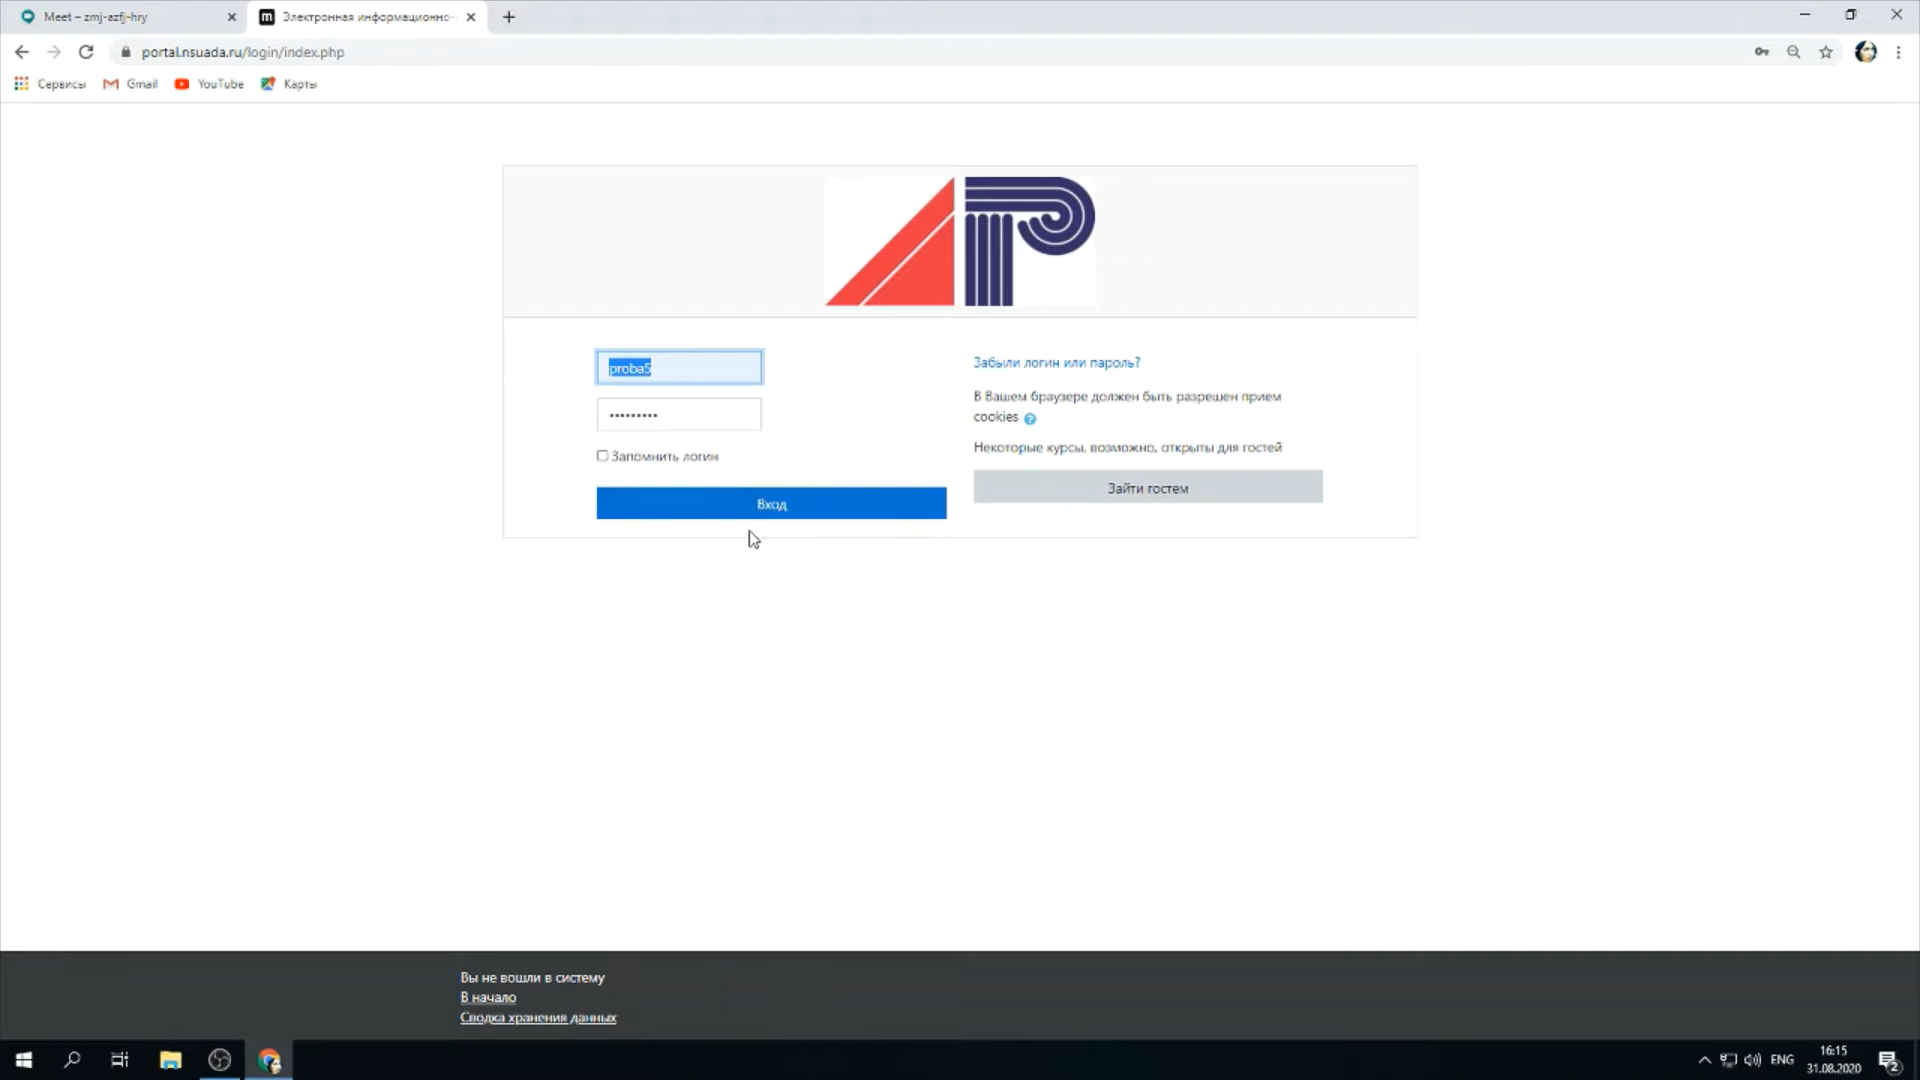 Meet – zmj-azfj-hry
Электронная информационно-
portal.nsuada.ru/login/index.php
Сервисы Gmail YouTube Карты
proba5
•••••••••
Запомнить логин
Вход
Забыли логин или пароль?
В Вашем браузере должен быть разрешен прием
cookies
Некоторые курсы, возможно, открыты для гостей
Зайти гостем
Вы не вошли в систему
В начало
Сводка хранения данных
ENG
16:15
31.08.2020
2